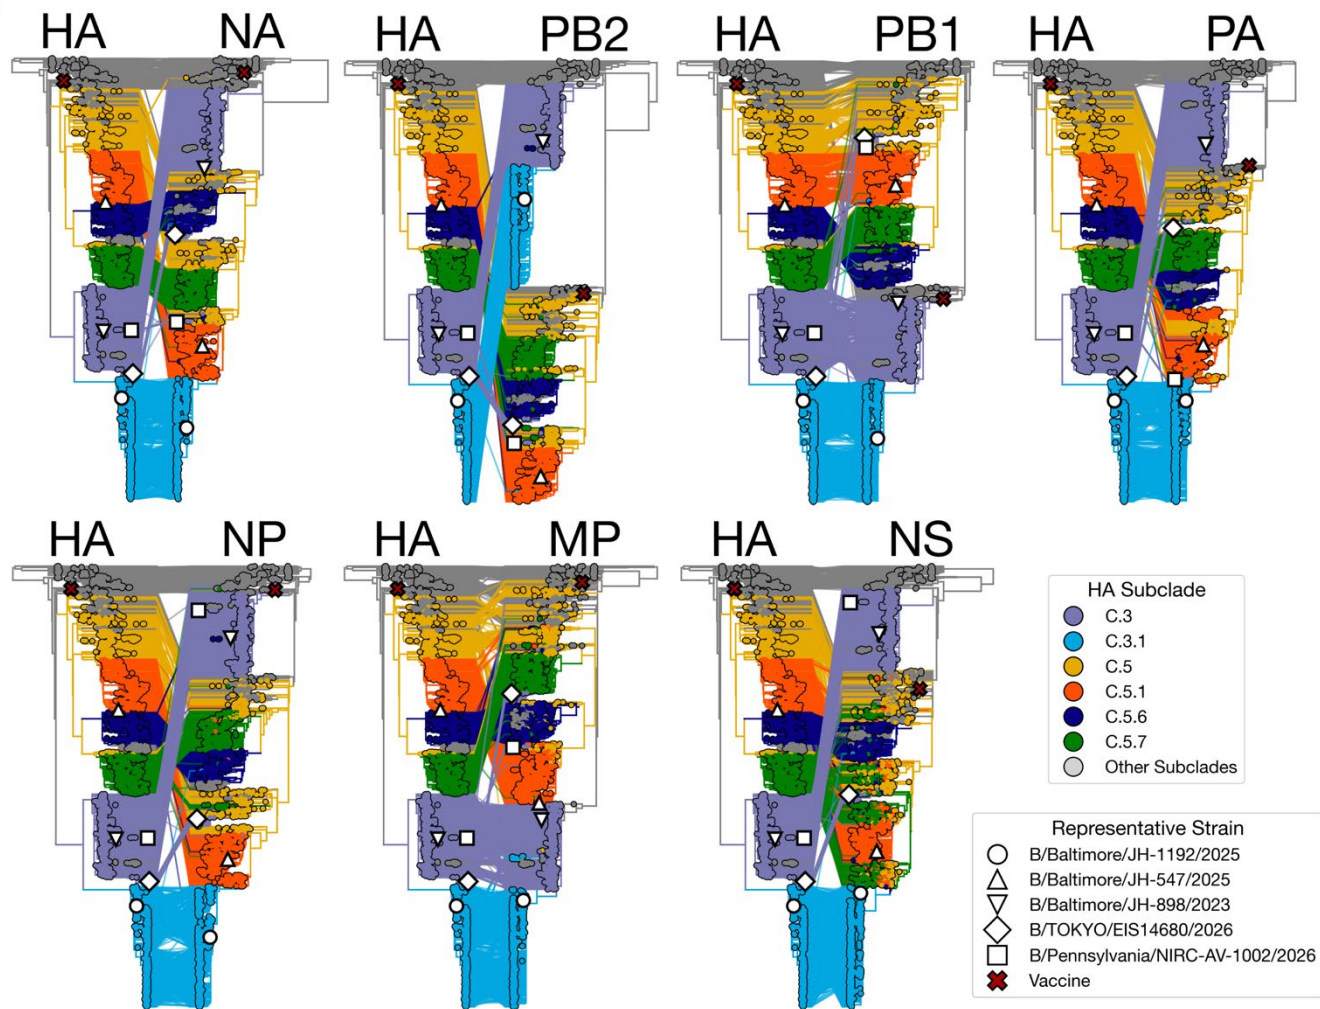 HA NA
HA PB2
HA PB1
HA PA
HA NP
HA MP
HA NS
HA Subclade
C.3
C.3.1
C.5
C.5.1
C.5.6
C.5.7
Other Subclades
Representative Strain
B/Baltimore/JH-1192/2025
B/Baltimore/JH-547/2025
B/Baltimore/JH-898/2023
B/TOKYO/EIS14680/2026
B/Pennsylvania/NIRC-AV-1002/2026
Vaccine